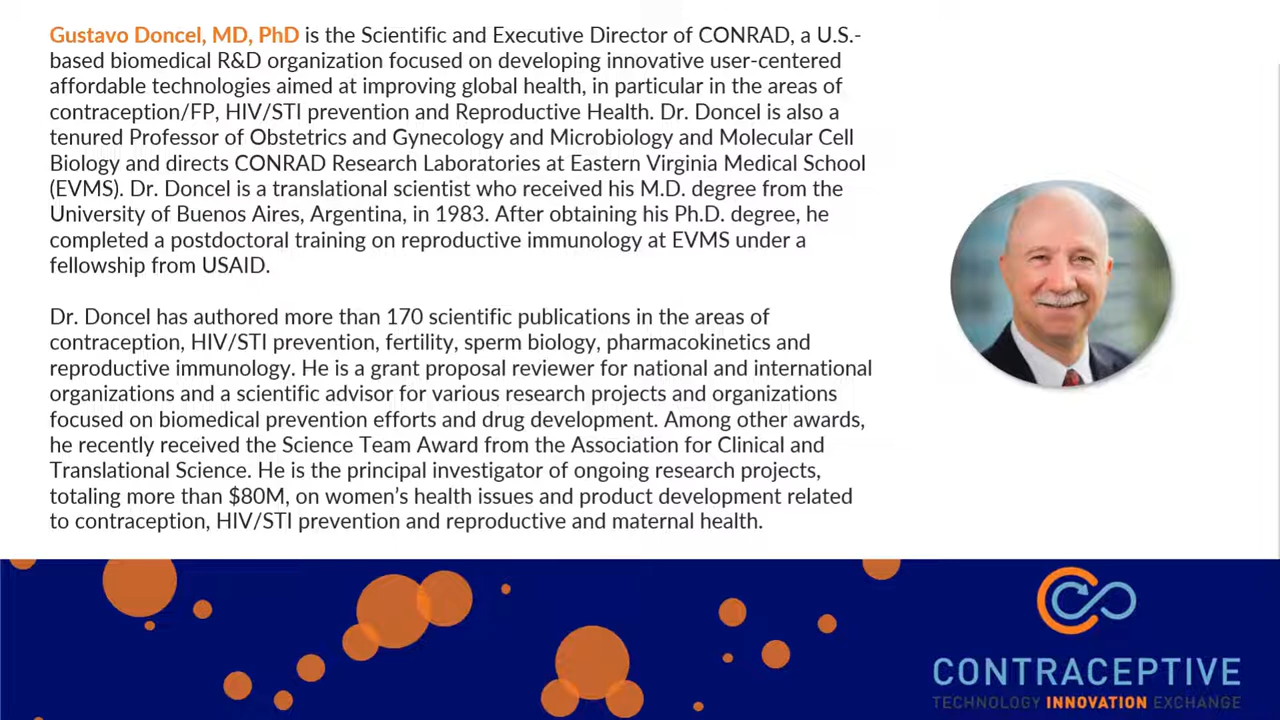 Gustavo Doncel, MD, PhD is the Scientific and Executive Director of CONRAD, a U.S.-
based biomedical R&D organization focused on developing innovative user-centered
affordable technologies aimed at improving global health, in particular in the areas of
contraception/FP, HIV/STI prevention and Reproductive Health. Dr. Doncel is also a
tenured Professor of Obstetrics and Gynecology and Microbiology and Molecular Cell
Biology and directs CONRAD Research Laboratories at Eastern Virginia Medical School
(EVMS). Dr. Doncel is a translational scientist who received his M.D. degree from the
University of Buenos Aires, Argentina, in 1983. After obtaining his Ph.D. degree, he
completed a postdoctoral training on reproductive immunology at EVMS under a
fellowship from USAID.
Dr. Doncel has authored more than 170 scientific publications in the areas of
contraception, HIV/STI prevention, fertility, sperm biology, pharmacokinetics and
reproductive immunology. He is a grant proposal reviewer for national and international
organizations and a scientific advisor for various research projects and organizations
focused on biomedical prevention efforts and drug development. Among other awards,
he recently received the Science Team Award from the Association for Clinical and
Translational Science. He is the principal investigator of ongoing research projects,
totaling more than $80M, on women’s health issues and product development related
to contraception, HIV/STI prevention and reproductive and maternal health.
CONTRACEPTIVE
TECHNOLOGY INNOVATION EXCHANGE